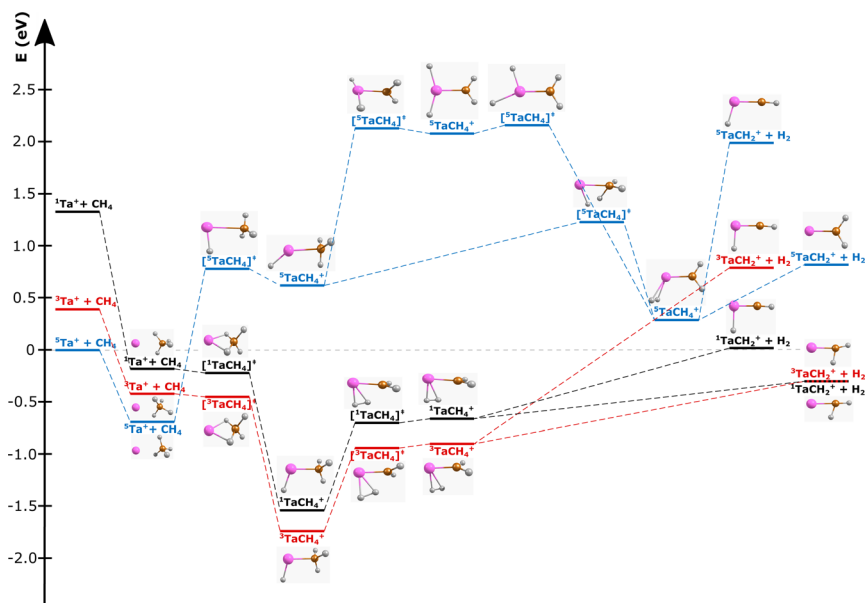 E (eV)
2.5
2.0
1.5
1.0
0.5
0
-0.5
-1.0
-1.5
-2.0
¹Ta⁺+ CH₄
³Ta⁺ + CH₄
⁵Ta⁺ + CH₄
¹Ta⁺+ CH₄
³Ta⁺ + CH₄
⁵Ta⁺+ CH₄
[⁵TaCH₄]⁺
[¹TaCH₄]⁺
[³TaCH₄]⁺
⁵TaCH₄⁺
¹TaCH₄⁺
³TaCH₄⁺
[⁵TaCH₄]⁺
[¹TaCH₄]⁺
[³TaCH₄]⁺
⁵TaCH₄⁺
¹TaCH₄⁺
³TaCH₄⁺
[⁵TaCH₄]⁺
[⁵TaCH₄]⁺
⁵TaCH₄⁺
⁵TaCH₂⁺ + H₂
³TaCH₂⁺ + H₂
¹TaCH₂⁺ + H₂
⁵TaCH₂⁺ + H₂
³TaCH₂⁺ + H₂
¹TaCH₂⁺ + H₂